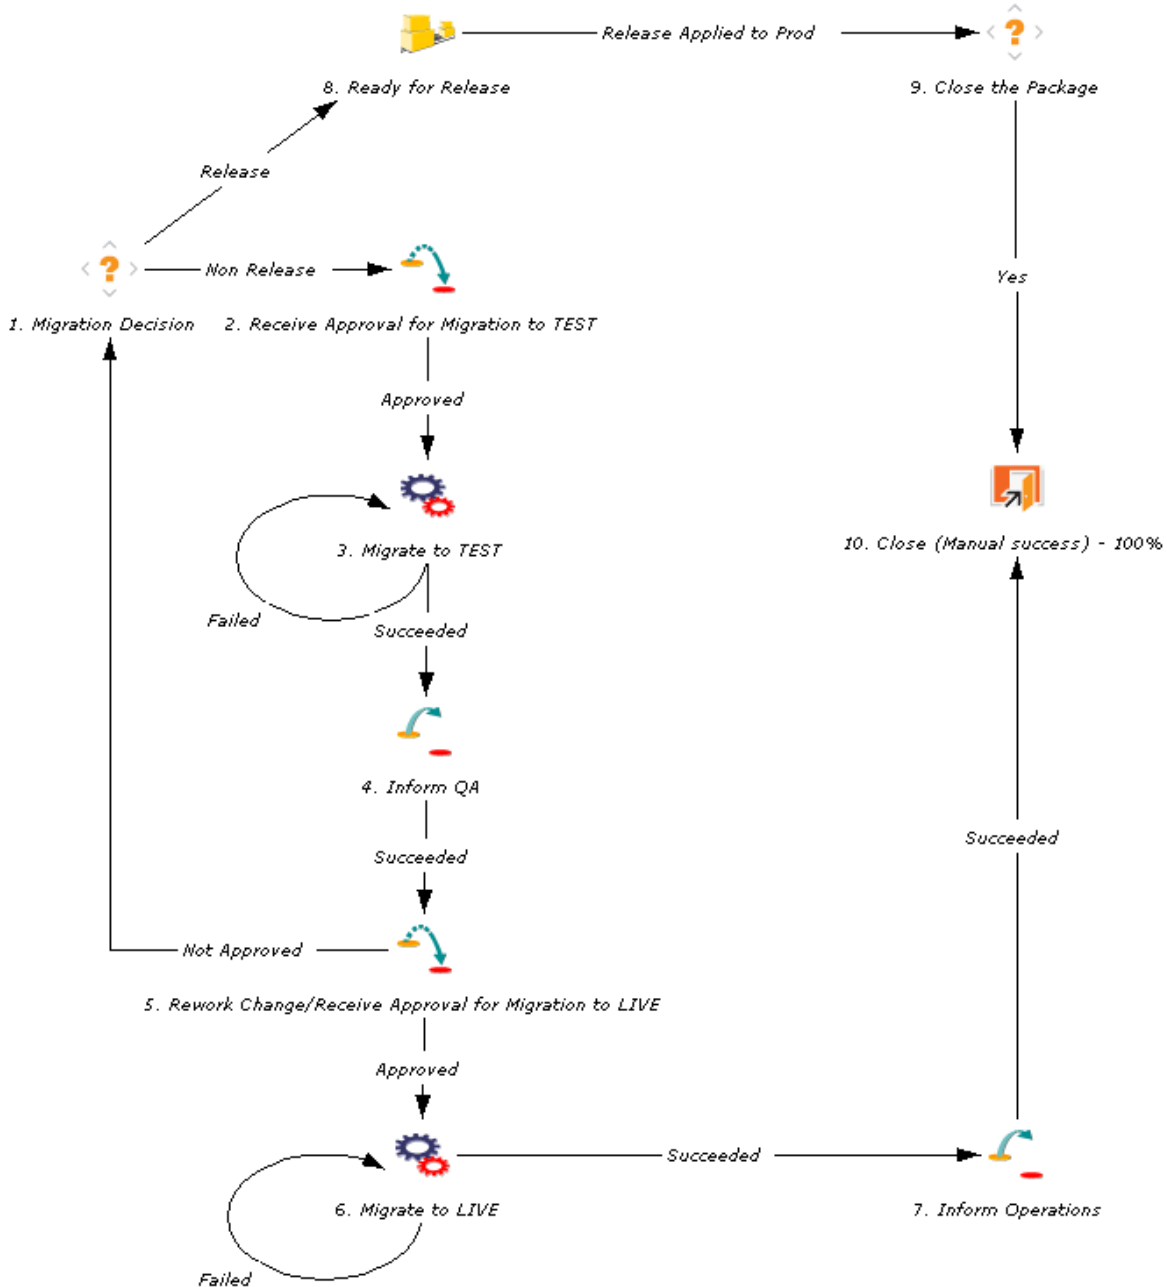 Release Applied to Prod
8. Ready for Release
9. Close the Package
Release
Non Release
Yes
1. Migration Decision
2. Receive Approval for Migration to TEST
Approved
3. Migrate to TEST
10. Close (Manual success) - 100%
Failed
Succeeded
4. Inform QA
Succeeded
Succeeded
Not Approved
5. Rework Change/Receive Approval for Migration to LIVE
Approved
Succeeded
6. Migrate to LIVE
7. Inform Operations
Failed